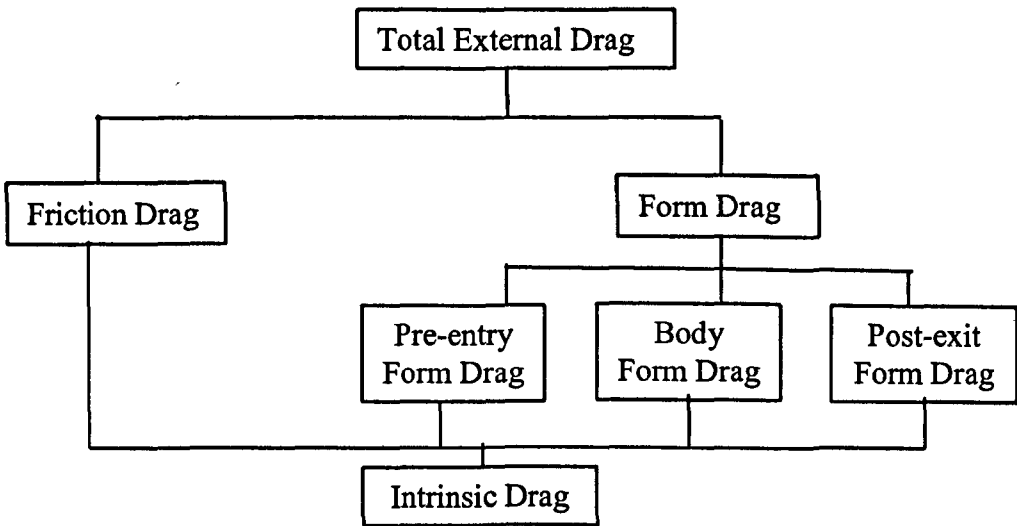 Total External Drag
Friction Drag
Form Drag
Pre-entry
Form Drag
Body
Form Drag
Post-exit
Form Drag
Intrinsic Drag